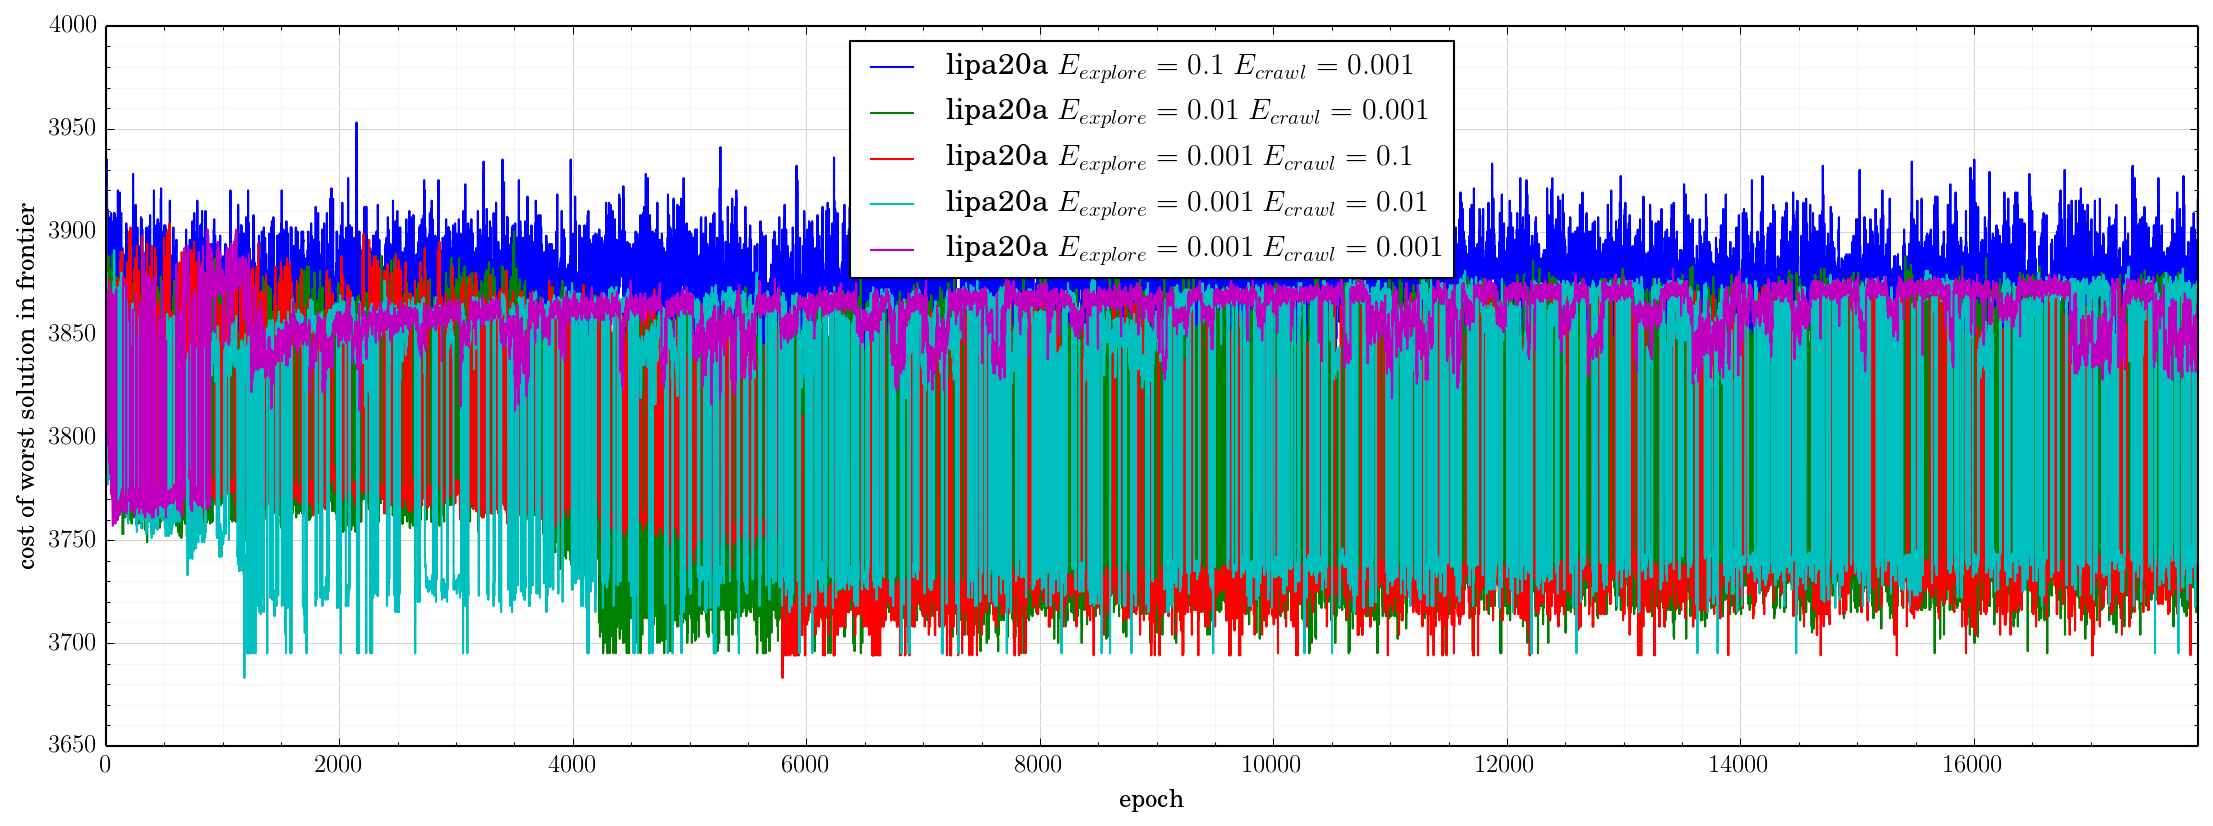 4000
3950
3900
3850
3800
3750
3700
3650
cost of worst solution in frontier
lipa20a E_explore = 0.1 E_crawl = 0.001
lipa20a E_explore = 0.01 E_crawl = 0.001
lipa20a E_explore = 0.001 E_crawl = 0.1
lipa20a E_explore = 0.001 E_crawl = 0.01
lipa20a E_explore = 0.001 E_crawl = 0.001
0 2000 4000 6000 8000 10000 12000 14000 16000
epoch